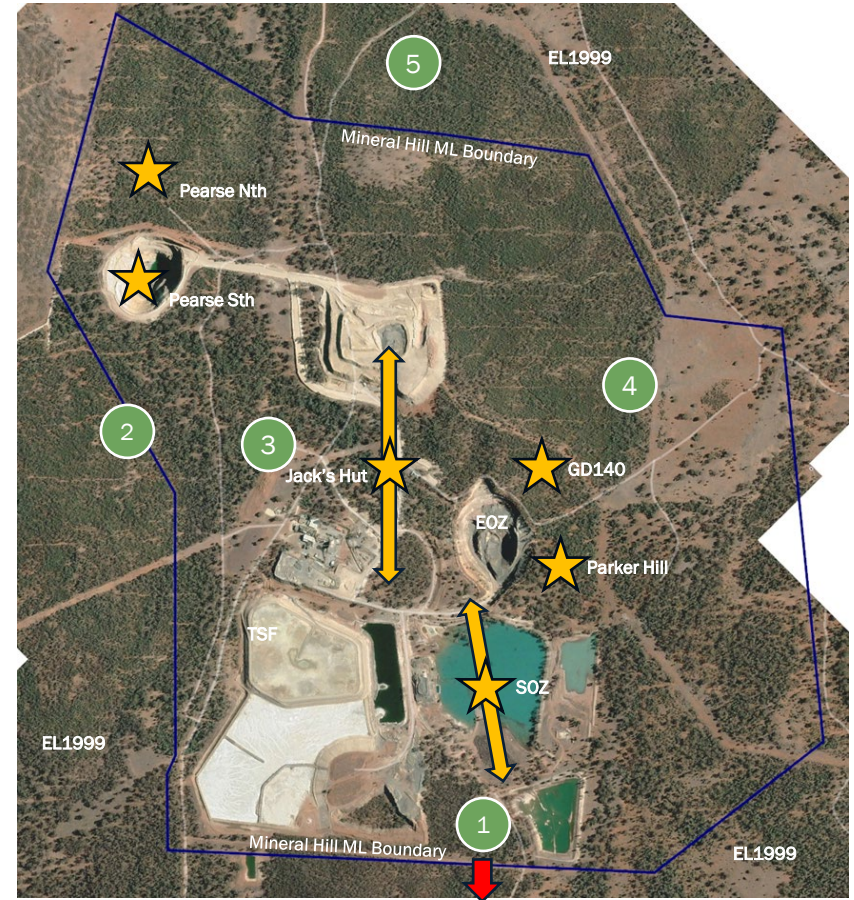 5
EL1999
Mineral Hill ML Boundary
Pearse Nth
Pearse Sth
4
2
3
Jack's Hut
GD140
EOZ
Parker Hill
TSF
SOZ
EL1999
1
Mineral Hill ML Boundary
EL1999